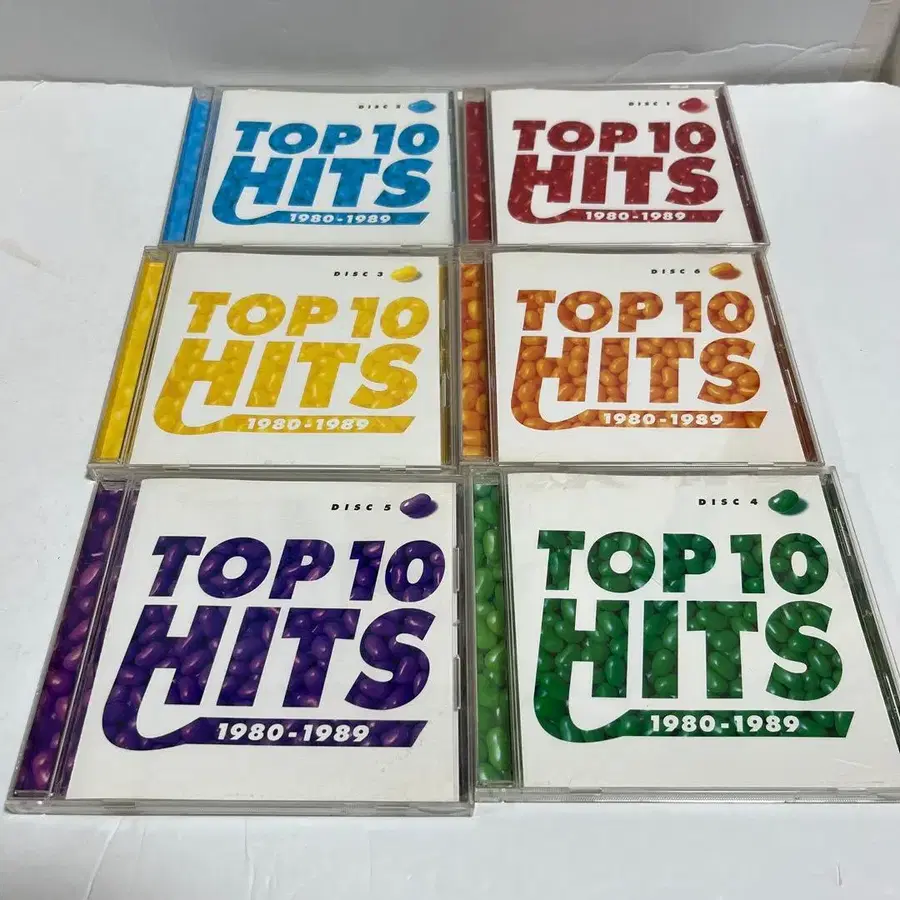 DISC 2
TOP 10
HITS
1980-1989
DISC 1
TOP 10
HITS
1980-1989
DISC 3
TOP 10
HITS
1980-1989
DISC 6
TOP 10
HITS
1980-1989
DISC 5
TOP 10
HITS
1980-1989
DISC 4
TOP 10
HITS
1980-1989